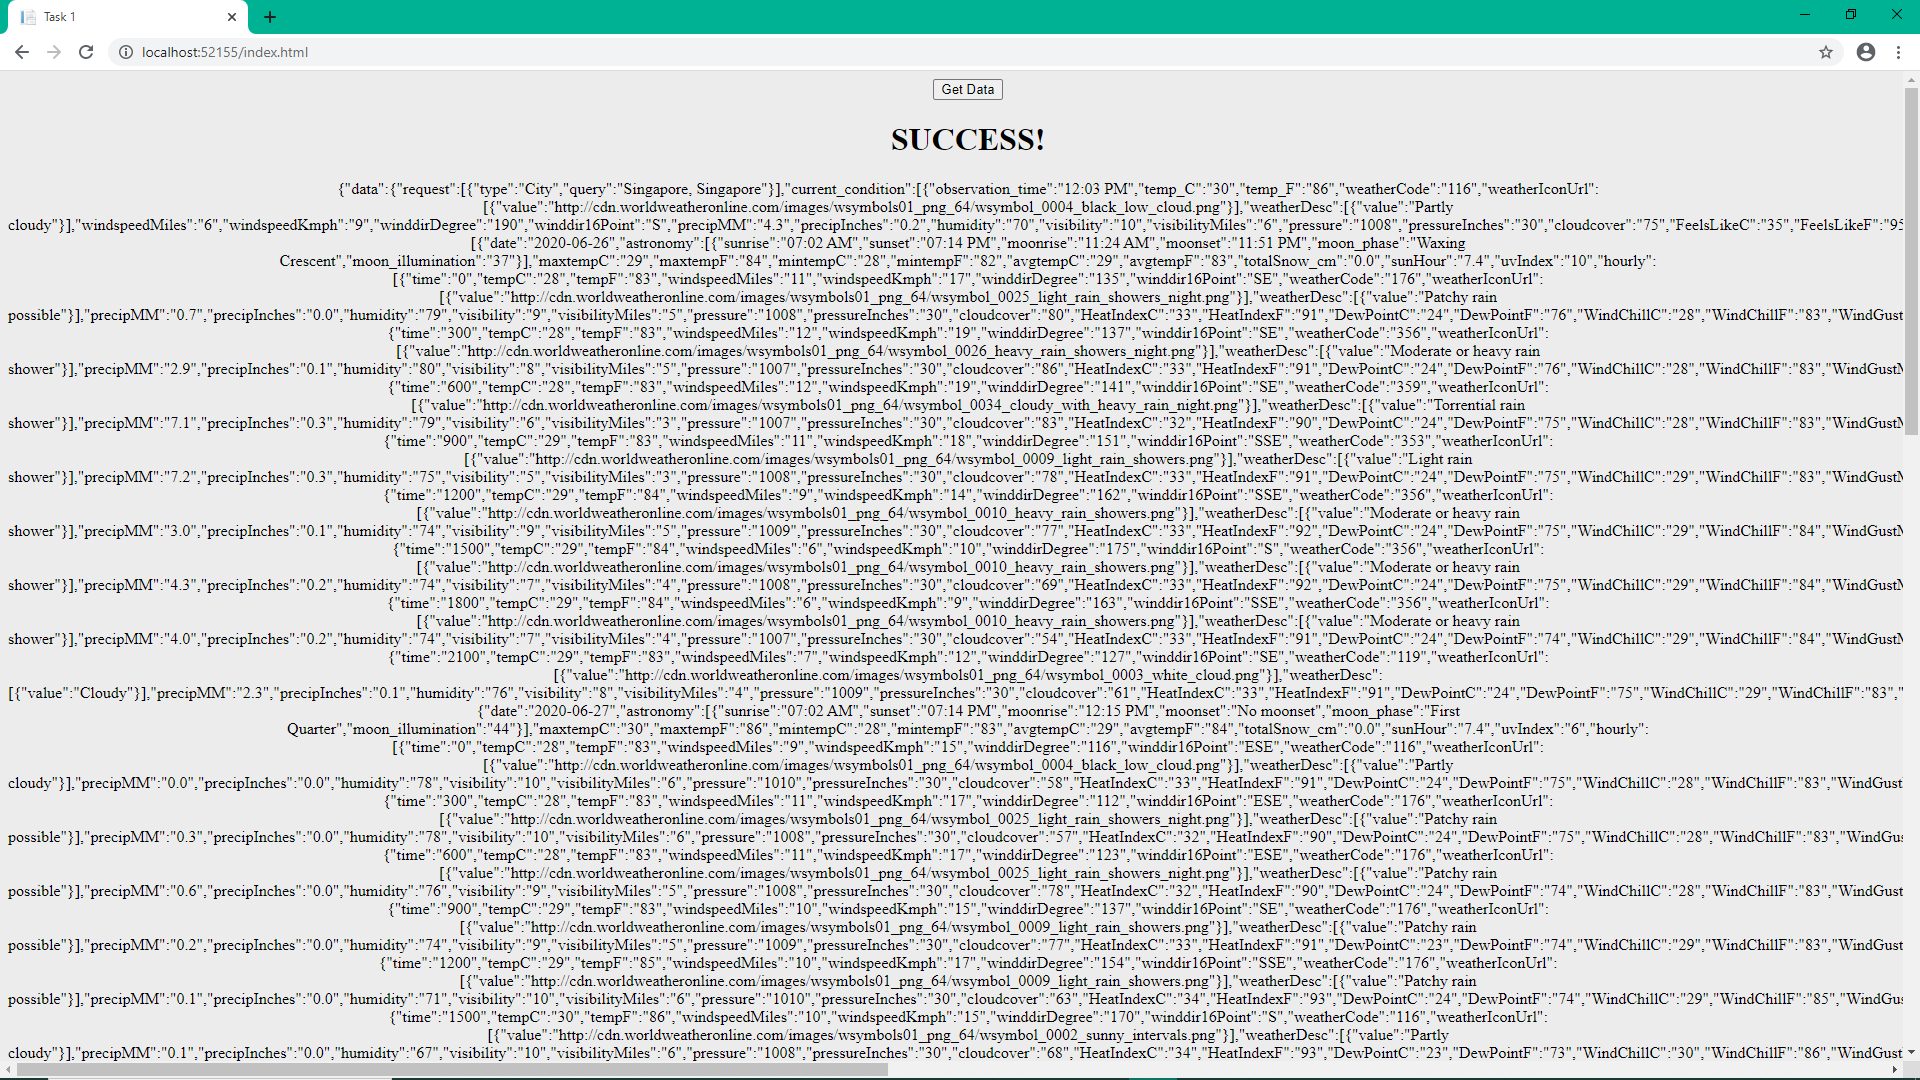 Task 1
localhost:52155/index.html
Get Data
SUCCESS!
{"data":{"request":[{"type":"City","query":"Singapore, Singapore"}],"current_condition":[{"observation_time":"12:03 PM","temp_C":"30","temp_F":"86","weatherCode":"116","weatherIconUrl":
[{"value":"http://cdn.worldweatheronline.com/images/wsymbols01_png_64/wsymbol_0004_black_low_cloud.png"}],"weatherDesc":[{"value":"Partly
cloudy"}],"windspeedMiles":"6","windspeedKmph":"9","winddirDegree":"190","winddir16Point":"S","precipMM":"4.3","precipInches":"0.2","humidity":"70","visibility":"10","visibilityMiles":"6","pressure":"1008","pressureInches":"30","cloudcover":"75","FeelsLikeC":"35","FeelsLikeF":"95
[{"date":"2020-06-26","astronomy":[{"sunrise":"07:02 AM","sunset":"07:14 PM","moonrise":"11:24 AM","moonset":"11:51 PM","moon_phase":"Waxing
Crescent","moon_illumination":"37"}],"maxtempC":"29","maxtempF":"84","mintempC":"28","mintempF":"82","avgtempC":"29","avgtempF":"83","totalSnow_cm":"0.0","sunHour":"7.4","uvIndex":"10","hourly":
[{"time":"0","tempC":"28","tempF":"83","windspeedMiles":"11","windspeedKmph":"17","winddirDegree":"135","winddir16Point":"SE","weatherCode":"176","weatherIconUrl":
[{"value":"http://cdn.worldweatheronline.com/images/wsymbols01_png_64/wsymbol_0025_light_rain_showers_night.png"}],"weatherDesc":[{"value":"Patchy rain
possible"}],"precipMM":"0.7","precipInches":"0.0","humidity":"79","visibility":"9","visibilityMiles":"5","pressure":"1008","pressureInches":"30","cloudcover":"80","HeatIndexC":"33","HeatIndexF":"91","DewPointC":"24","DewPointF":"76","WindChillC":"28","WindChillF":"83","WindGust
{"time":"300","tempC":"28","tempF":"83","windspeedMiles":"12","windspeedKmph":"19","winddirDegree":"137","winddir16Point":"SE","weatherCode":"356","weatherIconUrl":
[{"value":"http://cdn.worldweatheronline.com/images/wsymbols01_png_64/wsymbol_0026_heavy_rain_showers_night.png"}],"weatherDesc":[{"value":"Moderate or heavy rain
shower"}],"precipMM":"2.9","precipInches":"0.1","humidity":"80","visibility":"8","visibilityMiles":"5","pressure":"1007","pressureInches":"30","cloudcover":"86","HeatIndexC":"33","HeatIndexF":"91","DewPointC":"24","DewPointF":"76","WindChillC":"28","WindChillF":"83","WindGustM
{"time":"600","tempC":"28","tempF":"83","windspeedMiles":"12","windspeedKmph":"19","winddirDegree":"141","winddir16Point":"SE","weatherCode":"359","weatherIconUrl":
[{"value":"http://cdn.worldweatheronline.com/images/wsymbols01_png_64/wsymbol_0034_cloudy_with_heavy_rain_night.png"}],"weatherDesc":[{"value":"Torrential rain
shower"}],"precipMM":"7.1","precipInches":"0.3","humidity":"79","visibility":"6","visibilityMiles":"3","pressure":"1007","pressureInches":"30","cloudcover":"83","HeatIndexC":"32","HeatIndexF":"90","DewPointC":"24","DewPointF":"75","WindChillC":"28","WindChillF":"83","WindGustM
{"time":"900","tempC":"29","tempF":"83","windspeedMiles":"11","windspeedKmph":"18","winddirDegree":"151","winddir16Point":"SSE","weatherCode":"353","weatherIconUrl":
[{"value":"http://cdn.worldweatheronline.com/images/wsymbols01_png_64/wsymbol_0009_light_rain_showers.png"}],"weatherDesc":[{"value":"Light rain
shower"}],"precipMM":"7.2","precipInches":"0.3","humidity":"75","visibility":"5","visibilityMiles":"3","pressure":"1008","pressureInches":"30","cloudcover":"78","HeatIndexC":"33","HeatIndexF":"91","DewPointC":"24","DewPointF":"75","WindChillC":"29","WindChillF":"83","WindGustM
{"time":"1200","tempC":"29","tempF":"84","windspeedMiles":"9","windspeedKmph":"14","winddirDegree":"162","winddir16Point":"SSE","weatherCode":"356","weatherIconUrl":
[{"value":"http://cdn.worldweatheronline.com/images/wsymbols01_png_64/wsymbol_0010_heavy_rain_showers.png"}],"weatherDesc":[{"value":"Moderate or heavy rain
shower"}],"precipMM":"3.0","precipInches":"0.1","humidity":"74","visibility":"9","visibilityMiles":"5","pressure":"1009","pressureInches":"30","cloudcover":"77","HeatIndexC":"33","HeatIndexF":"92","DewPointC":"24","DewPointF":"75","WindChillC":"29","WindChillF":"84","WindGustM
{"time":"1500","tempC":"29","tempF":"84","windspeedMiles":"6","windspeedKmph":"10","winddirDegree":"175","winddir16Point":"S","weatherCode":"356","weatherIconUrl":
[{"value":"http://cdn.worldweatheronline.com/images/wsymbols01_png_64/wsymbol_0010_heavy_rain_showers.png"}],"weatherDesc":[{"value":"Moderate or heavy rain
shower"}],"precipMM":"4.3","precipInches":"0.2","humidity":"74","visibility":"7","visibilityMiles":"4","pressure":"1008","pressureInches":"30","cloudcover":"69","HeatIndexC":"33","HeatIndexF":"92","DewPointC":"24","DewPointF":"75","WindChillC":"29","WindChillF":"84","WindGustM
{"time":"1800","tempC":"29","tempF":"84","windspeedMiles":"6","windspeedKmph":"9","winddirDegree":"163","winddir16Point":"SSE","weatherCode":"356","weatherIconUrl":
[{"value":"http://cdn.worldweatheronline.com/images/wsymbols01_png_64/wsymbol_0010_heavy_rain_showers.png"}],"weatherDesc":[{"value":"Moderate or heavy rain
shower"}],"precipMM":"4.0","precipInches":"0.2","humidity":"74","visibility":"7","visibilityMiles":"4","pressure":"1007","pressureInches":"30","cloudcover":"54","HeatIndexC":"33","HeatIndexF":"91","DewPointC":"24","DewPointF":"74","WindChillC":"29","WindChillF":"84","WindGustM
{"time":"2100","tempC":"29","tempF":"83","windspeedMiles":"7","windspeedKmph":"12","winddirDegree":"127","winddir16Point":"SE","weatherCode":"119","weatherIconUrl":
[{"value":"http://cdn.worldweatheronline.com/images/wsymbols01_png_64/wsymbol_0003_white_cloud.png"}],"weatherDesc":
[{"value":"Cloudy"}],"precipMM":"2.3","precipInches":"0.1","humidity":"76","visibility":"8","visibilityMiles":"4","pressure":"1009","pressureInches":"30","cloudcover":"61","HeatIndexC":"33","HeatIndexF":"91","DewPointC":"24","DewPointF":"75","WindChillC":"29","WindChillF":"83","
{"date":"2020-06-27","astronomy":[{"sunrise":"07:02 AM","sunset":"07:14 PM","moonrise":"12:15 PM","moonset":"No moonset","moon_phase":"First
Quarter","moon_illumination":"44"}],"maxtempC":"30","maxtempF":"86","mintempC":"28","mintempF":"83","avgtempC":"29","avgtempF":"84","totalSnow_cm":"0.0","sunHour":"7.4","uvIndex":"6","hourly":
[{"time":"0","tempC":"28","tempF":"83","windspeedMiles":"9","windspeedKmph":"15","winddirDegree":"116","winddir16Point":"ESE","weatherCode":"116","weatherIconUrl":
[{"value":"http://cdn.worldweatheronline.com/images/wsymbols01_png_64/wsymbol_0004_black_low_cloud.png"}],"weatherDesc":[{"value":"Partly
cloudy"}],"precipMM":"0.0","precipInches":"0.0","humidity":"78","visibility":"10","visibilityMiles":"6","pressure":"1010","pressureInches":"30","cloudcover":"58","HeatIndexC":"33","HeatIndexF":"91","DewPointC":"24","DewPointF":"75","WindChillC":"28","WindChillF":"83","WindGust
{"time":"300","tempC":"28","tempF":"83","windspeedMiles":"11","windspeedKmph":"17","winddirDegree":"112","winddir16Point":"ESE","weatherCode":"176","weatherIconUrl":
[{"value":"http://cdn.worldweatheronline.com/images/wsymbols01_png_64/wsymbol_0025_light_rain_showers_night.png"}],"weatherDesc":[{"value":"Patchy rain
possible"}],"precipMM":"0.3","precipInches":"0.0","humidity":"78","visibility":"10","visibilityMiles":"6","pressure":"1008","pressureInches":"30","cloudcover":"57","HeatIndexC":"32","HeatIndexF":"90","DewPointC":"24","DewPointF":"75","WindChillC":"28","WindChillF":"83","WindGus
{"time":"600","tempC":"28","tempF":"83","windspeedMiles":"11","windspeedKmph":"17","winddirDegree":"123","winddir16Point":"ESE","weatherCode":"176","weatherIconUrl":
[{"value":"http://cdn.worldweatheronline.com/images/wsymbols01_png_64/wsymbol_0025_light_rain_showers_night.png"}],"weatherDesc":[{"value":"Patchy rain
possible"}],"precipMM":"0.6","precipInches":"0.0","humidity":"76","visibility":"9","visibilityMiles":"5","pressure":"1008","pressureInches":"30","cloudcover":"78","HeatIndexC":"32","HeatIndexF":"90","DewPointC":"24","DewPointF":"74","WindChillC":"28","WindChillF":"83","WindGust
{"time":"900","tempC":"29","tempF":"83","windspeedMiles":"10","windspeedKmph":"15","winddirDegree":"137","winddir16Point":"SE","weatherCode":"176","weatherIconUrl":
[{"value":"http://cdn.worldweatheronline.com/images/wsymbols01_png_64/wsymbol_0009_light_rain_showers.png"}],"weatherDesc":[{"value":"Patchy rain
possible"}],"precipMM":"0.2","precipInches":"0.0","humidity":"74","visibility":"9","visibilityMiles":"5","pressure":"1009","pressureInches":"30","cloudcover":"77","HeatIndexC":"33","HeatIndexF":"91","DewPointC":"23","DewPointF":"74","WindChillC":"29","WindChillF":"83","WindGust
{"time":"1200","tempC":"29","tempF":"85","windspeedMiles":"10","windspeedKmph":"17","winddirDegree":"154","winddir16Point":"SSE","weatherCode":"176","weatherIconUrl":
[{"value":"http://cdn.worldweatheronline.com/images/wsymbols01_png_64/wsymbol_0009_light_rain_showers.png"}],"weatherDesc":[{"value":"Patchy rain
possible"}],"precipMM":"0.1","precipInches":"0.0","humidity":"71","visibility":"10","visibilityMiles":"6","pressure":"1010","pressureInches":"30","cloudcover":"63","HeatIndexC":"34","HeatIndexF":"93","DewPointC":"24","DewPointF":"74","WindChillC":"29","WindChillF":"85","WindGus
{"time":"1500","tempC":"30","tempF":"86","windspeedMiles":"10","windspeedKmph":"15","winddirDegree":"170","winddir16Point":"S","weatherCode":"116","weatherIconUrl":
[{"value":"http://cdn.worldweatheronline.com/images/wsymbols01_png_64/wsymbol_0002_sunny_intervals.png"}],"weatherDesc":[{"value":"Partly
cloudy"}],"precipMM":"0.1","precipInches":"0.0","humidity":"67","visibility":"10","visibilityMiles":"6","pressure":"1008","pressureInches":"30","cloudcover":"68","HeatIndexC":"34","HeatIndexF":"93","DewPointC":"23","DewPointF":"73","WindChillC":"30","WindChillF":"86","WindGust